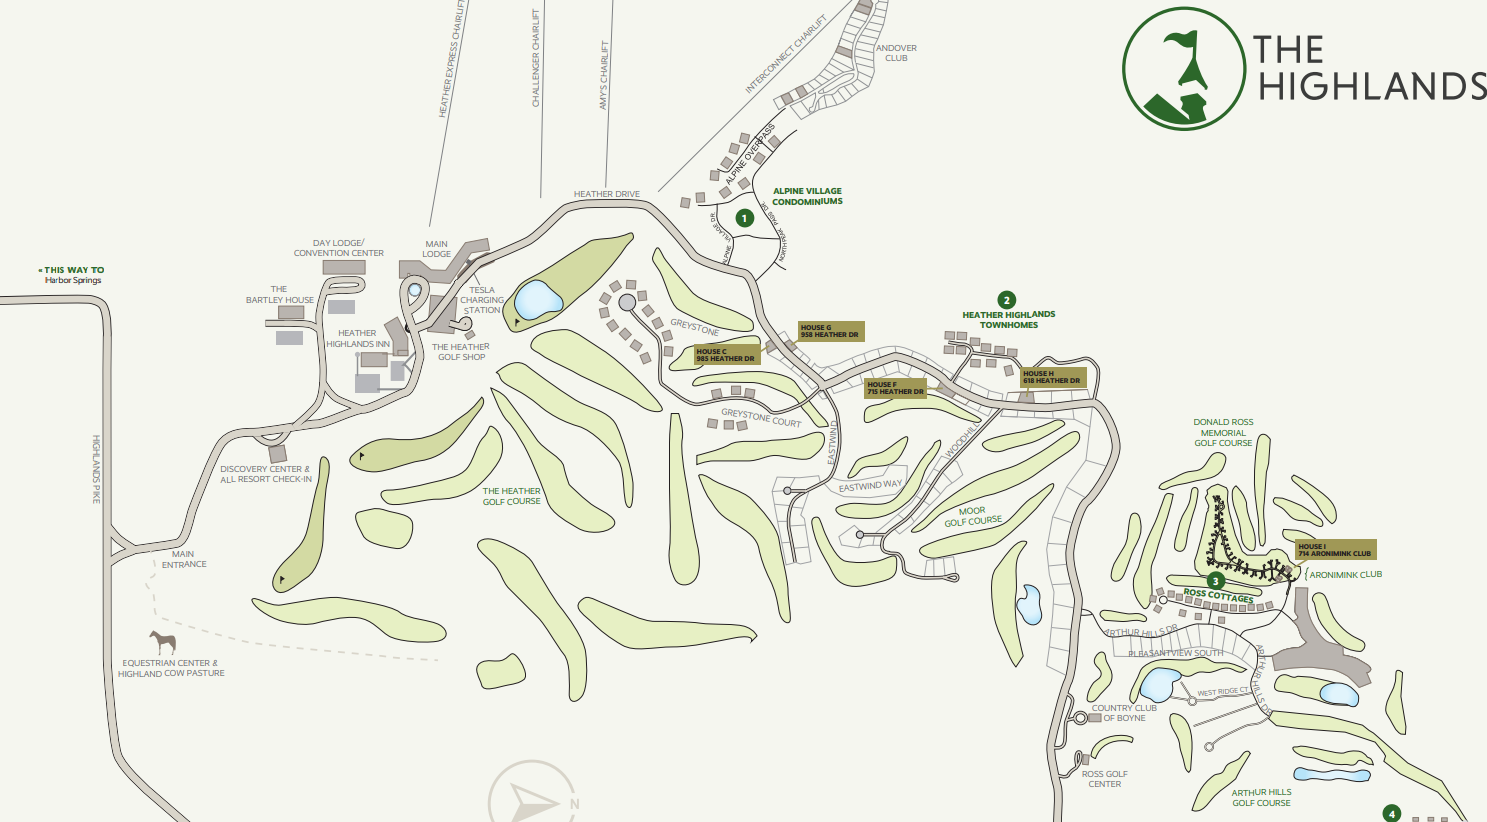 HEATHER EXPRESS CHAIRLIFT
CHALLENGER CHAIRLIFT
AMY'S CHAIRLIFT
INTERCONNECT CHAIRLIFT
ANDOVER
CLUB
THE
HIGHLANDS
ALPINE OVERPASS
HEATHER DRIVE
ALPINE VILLAGE
CONDOMINIUMS
1
ALPINE
VILLAGE DR
NORTHPEAK PASS DR
DAY LODGE/
CONVENTION CENTER
MAIN
LODGE
« THIS WAY TO
Harbor Springs
THE
BARTLEY HOUSE
TESLA
CHARGING
STATION
HEATHER
HIGHLANDS INN
THE HEATHER
GOLF SHOP
GREYSTONE
HOUSE G
958 HEATHER DR
HOUSE C
985 HEATHER DR
2
HEATHER HIGHLANDS
TOWNHOMES
HOUSE F
715 HEATHER DR
HOUSE H
618 HEATHER DR
GREYSTONE COURT
EASTWIND
WOODHILL
EASTWIND WAY
DONALD ROSS
MEMORIAL
GOLF COURSE
HIGHLANDS PIKE
DISCOVERY CENTER &
ALL RESORT CHECK-IN
THE HEATHER
GOLF COURSE
MOOR
GOLF COURSE
MAIN
ENTRANCE
HOUSE I
714 ARONIMINK CLUB
ARONIMINK CLUB
3
ROSS COTTAGES
ARTHUR HILLS DR
PLEASANTVIEW SOUTH
ARTHUR HILLS DR
WEST RIDGE CT
EQUESTRIAN CENTER &
HIGHLAND COW PASTURE
COUNTRY CLUB
OF BOYNE
ROSS GOLF
CENTER
ARTHUR HILLS
GOLF COURSE
N
4